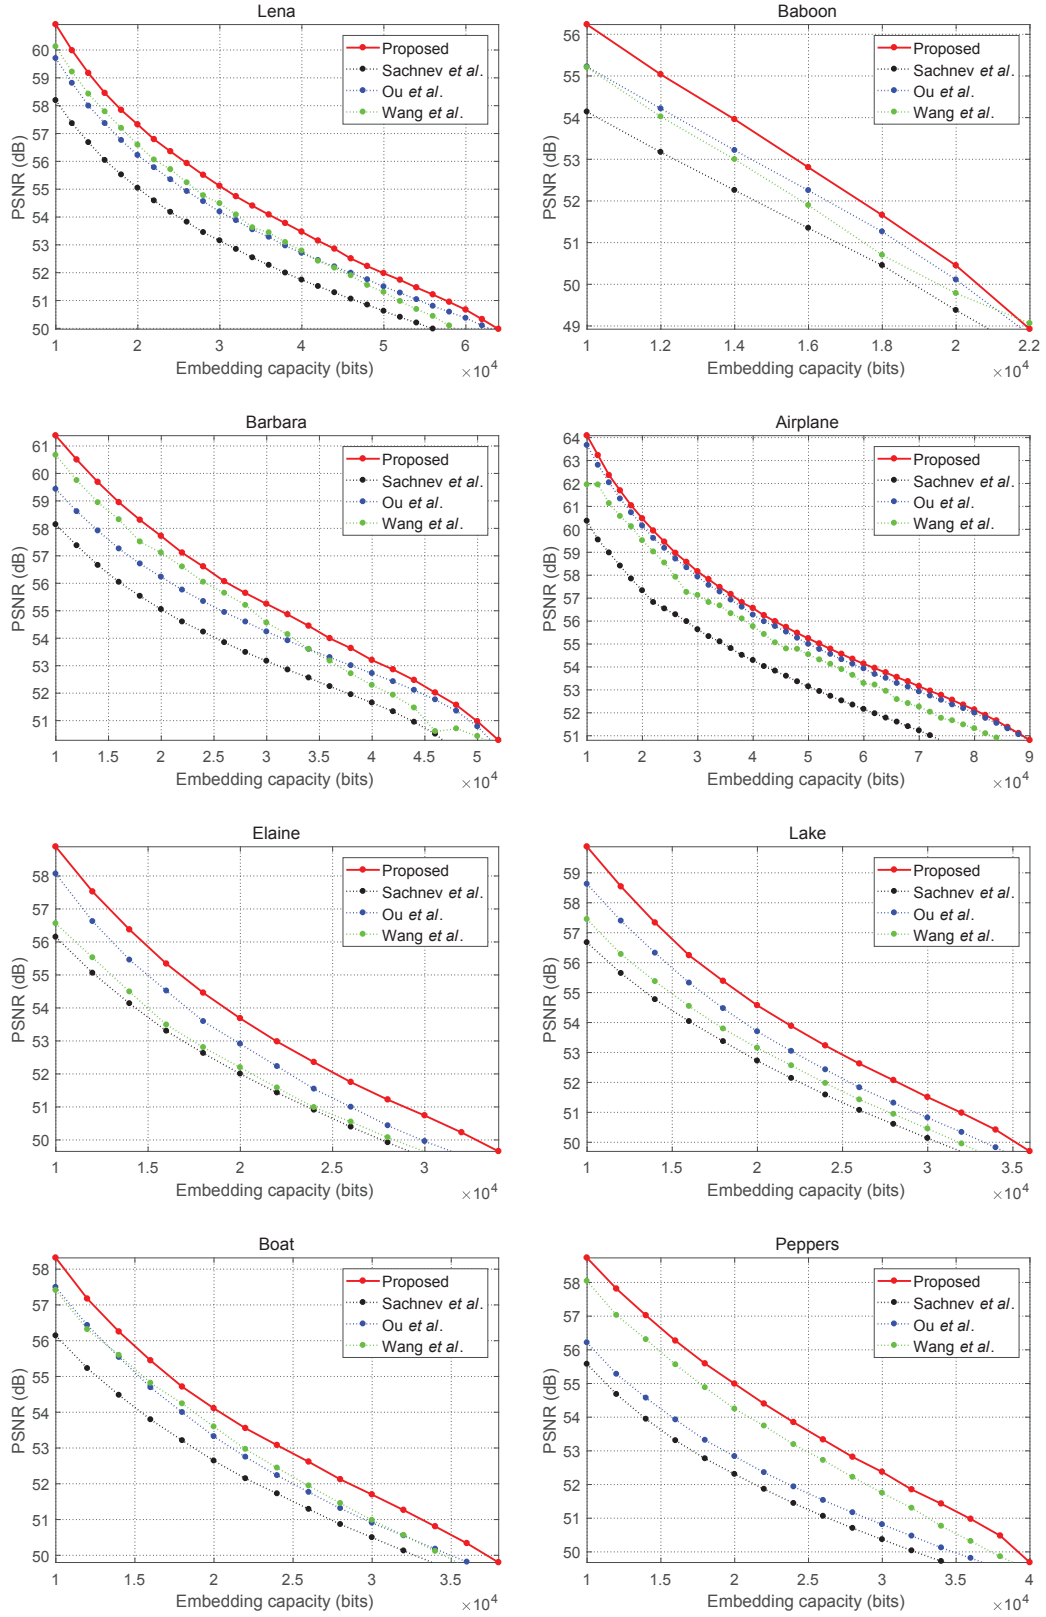 Lena
PSNR (dB)
60
59
58
57
56
55
54
53
52
51
50
Proposed
Sachnev et al.
Ou et al.
Wang et al.
1
2
3
4
5
6
Embedding capacity (bits)
×10^4
Baboon
PSNR (dB)
56
55
54
53
52
51
50
49
Proposed
Sachnev et al.
Ou et al.
Wang et al.
1
1.2
1.4
1.6
1.8
2
2.2
Embedding capacity (bits)
×10^4
Barbara
PSNR (dB)
61
60
59
58
57
56
55
54
53
52
51
Proposed
Sachnev et al.
Ou et al.
Wang et al.
1
1.5
2
2.5
3
3.5
4
4.5
5
Embedding capacity (bits)
×10^4
Airplane
PSNR (dB)
64
63
62
61
60
59
58
57
56
55
54
53
52
51
Proposed
Sachnev et al.
Ou et al.
Wang et al.
1
2
3
4
5
6
7
8
9
Embedding capacity (bits)
×10^4
Elaine
PSNR (dB)
58
57
56
55
54
53
52
51
50
Proposed
Sachnev et al.
Ou et al.
Wang et al.
1
1.5
2
2.5
3
Embedding capacity (bits)
×10^4
Lake
PSNR (dB)
59
58
57
56
55
54
53
52
51
50
Proposed
Sachnev et al.
Ou et al.
Wang et al.
1
1.5
2
2.5
3
3.5
Embedding capacity (bits)
×10^4
Boat
PSNR (dB)
58
57
56
55
54
53
52
51
50
Proposed
Sachnev et al.
Ou et al.
Wang et al.
1
1.5
2
2.5
3
3.5
Embedding capacity (bits)
×10^4
Peppers
PSNR (dB)
58
57
56
55
54
53
52
51
50
Proposed
Sachnev et al.
Ou et al.
Wang et al.
1
1.5
2
2.5
3
3.5
4
Embedding capacity (bits)
×10^4